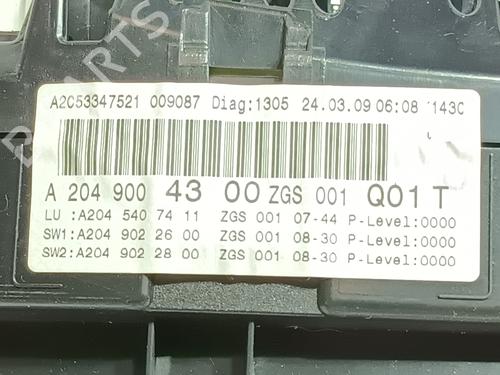 A2C53347521 009087 Diag:1305 24.03.09 06:08 1430
A 204 900 43 00 ZGS 001 Q01 T
LU :A204 540 74 11 ZGS 001 07-44 P-Level:0000
SW1:A204 902 26 00 ZGS 001 08-30 P-Level:0000
SW2:A204 902 28 00 ZGS 001 08-30 P-Level:0000
PARTS